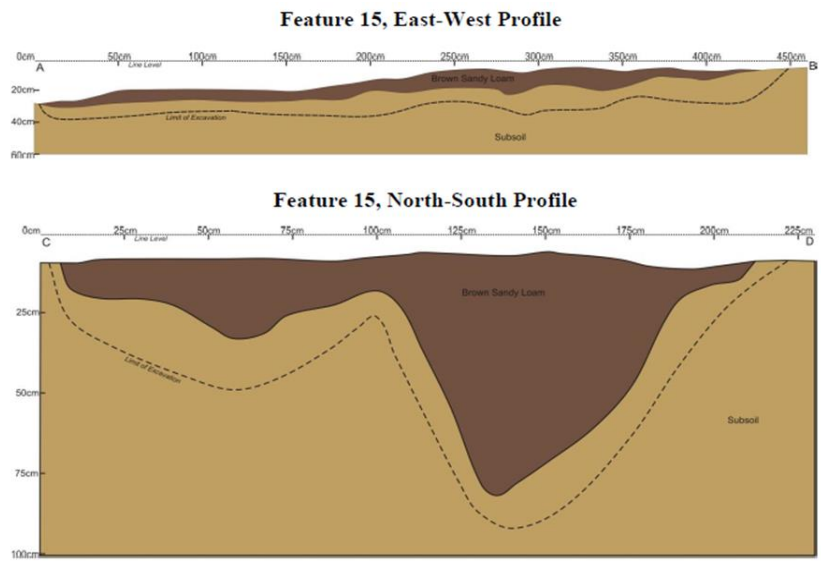 Feature 15, East-West Profile
0cm 50cm 100cm 150cm 200cm 250cm 300cm 350cm 400cm 450cm
A Line Level B
Brown Sandy Loam
20cm
Limit of Excavation
40cm
Subsoil
60cm
Feature 15, North-South Profile
0cm 25cm 50cm 75cm 100cm 125cm 150cm 175cm 200cm 225cm
C Line Level D
Brown Sandy Loam
25cm
Limit of Excavation
50cm
Subsoil
75cm
100cm